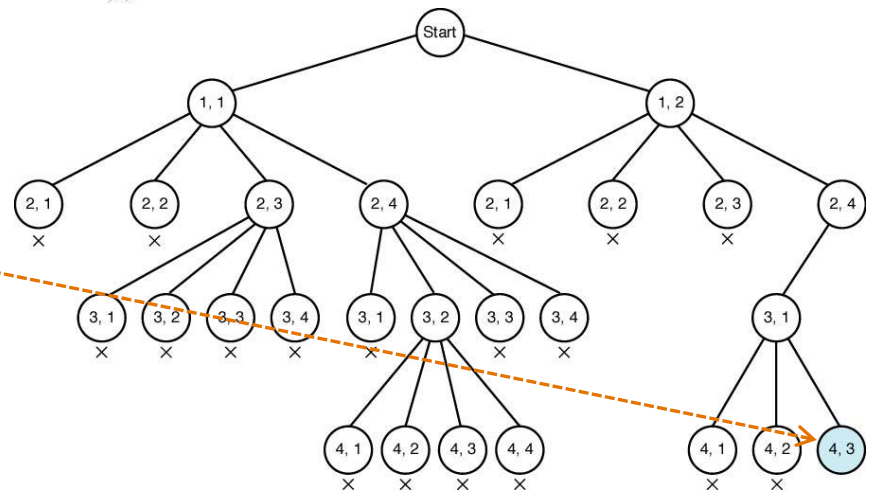 Start
1, 1 1, 2
2, 1 2, 2 2, 3 2, 4 2, 1 2, 2 2, 3 2, 4
× × × × ×
3, 1 3, 2 3, 3 3, 4 3, 1 3, 2 3, 3 3, 4 3, 1
× × × × × × ×
4, 1 4, 2 4, 3 4, 4 4, 1 4, 2 4, 3
× × × × × ×